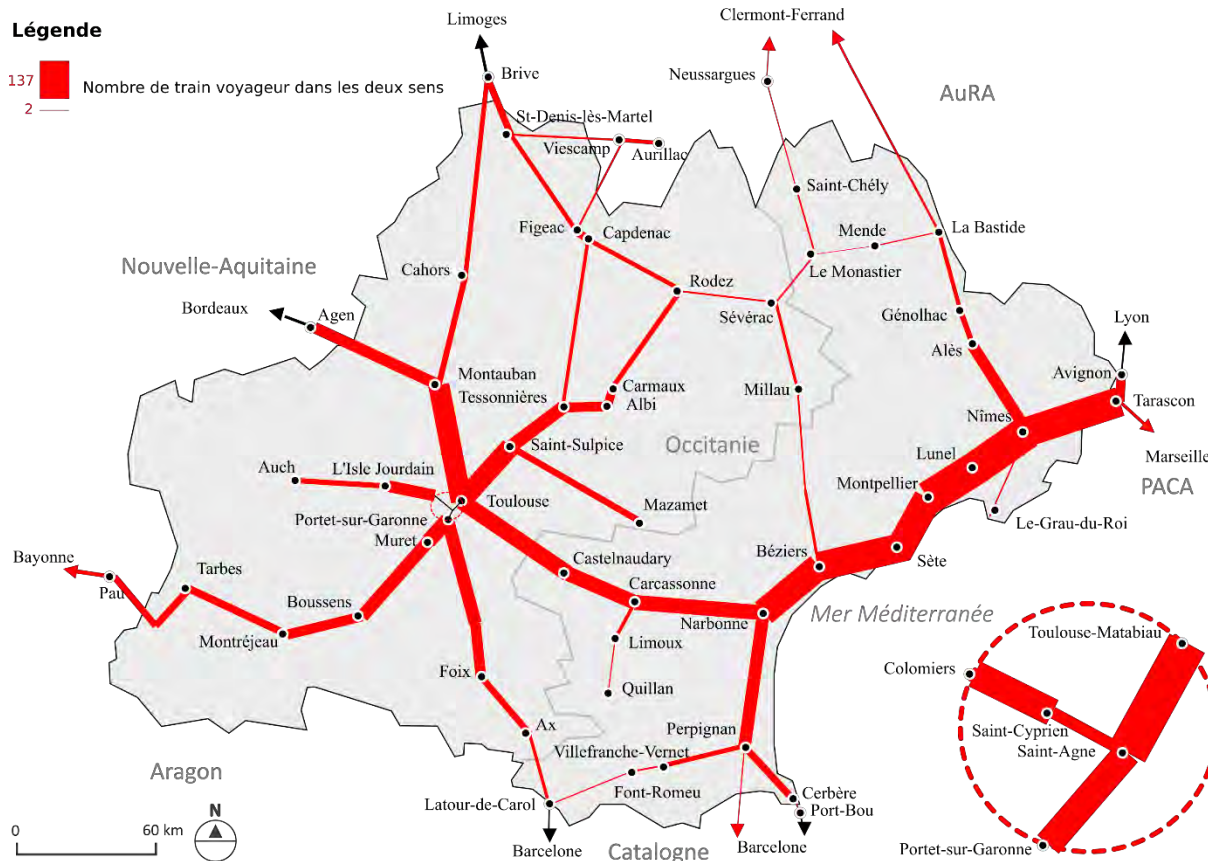 Légende
137
2
Nombre de train voyageur dans les deux sens
Limoges
Clermont-Ferrand
Brive
Neussargues
AuRA
St-Denis-lès-Martel
Viescamp
Aurillac
Saint-Chély
Figeac
Capdenac
Mende
La Bastide
Nouvelle-Aquitaine
Cahors
Le Monastier
Rodez
Bordeaux
Agen
Sévérac
Génolhac
Lyon
Alès
Avignon
Montauban
Tessonnières
Carmaux
Albi
Millau
Tarascon
Nîmes
Saint-Sulpice
Occitanie
Lunel
Marseille
Auch
L'Isle Jourdain
Toulouse
Mazamet
Montpellier
PACA
Portet-sur-Garonne
Muret
Le-Grau-du-Roi
Bayonne
Pau
Tarbes
Castelnaudary
Béziers
Sète
Boussens
Carcassonne
Montréjeau
Narbonne
Mer Méditerranée
Limoux
Toulouse-Matabiau
Foix
Quillan
Colomiers
Saint-Cyprien
Saint-Agne
Ax
Perpignan
Villefranche-Vernet
Aragon
Font-Romeu
Latour-de-Carol
Cerbère
Port-Bou
N
0
60 km
Barcelone
Catalogne
Barcelone
Portet-sur-Garonne